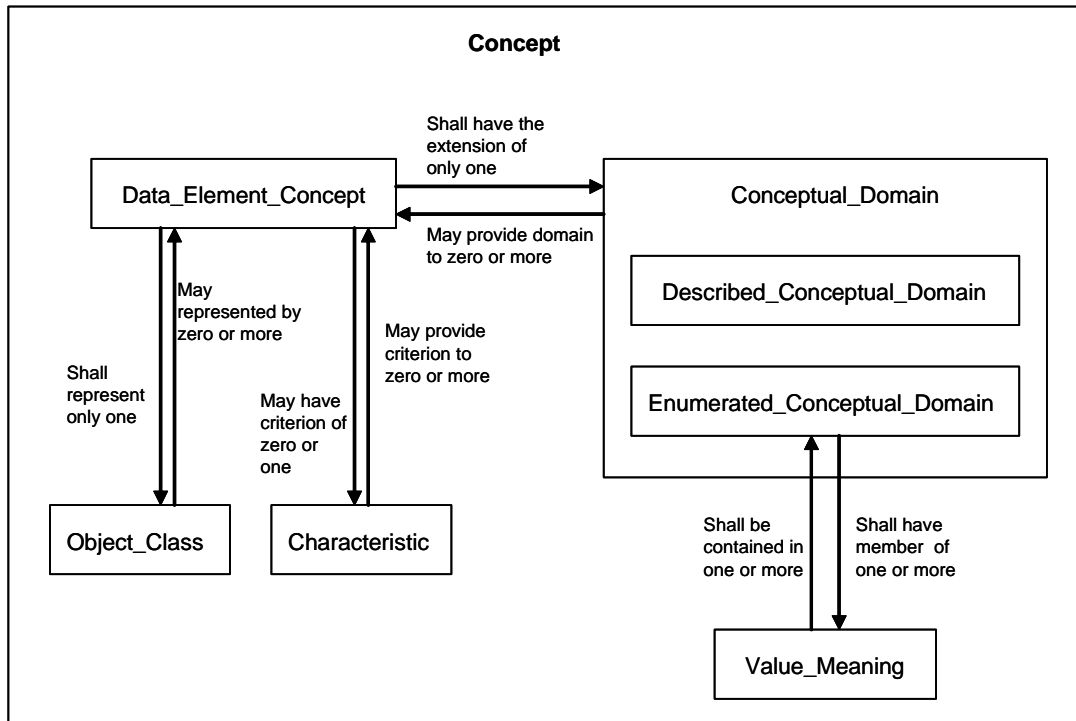 Concept
Shall have the
extension of
only one
Data_Element_Concept
Conceptual_Domain
May provide domain
to zero or more
Described_Conceptual_Domain
May
represented by
zero or more
May provide
criterion to
zero or more
Shall
represent
only one
May have
criterion of
zero or
one
Enumerated_Conceptual_Domain
Object_Class
Characteristic
Shall be
contained in
one or more
Shall have
member of
one or more
Value_Meaning